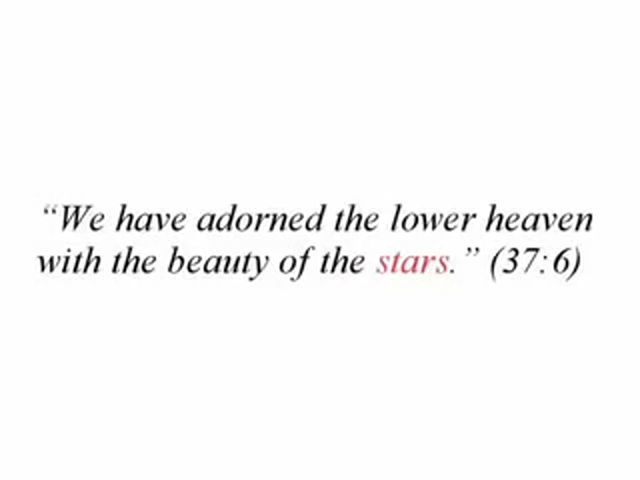 “We have adorned the lower heaven
with the beauty of the stars.” (37:6)